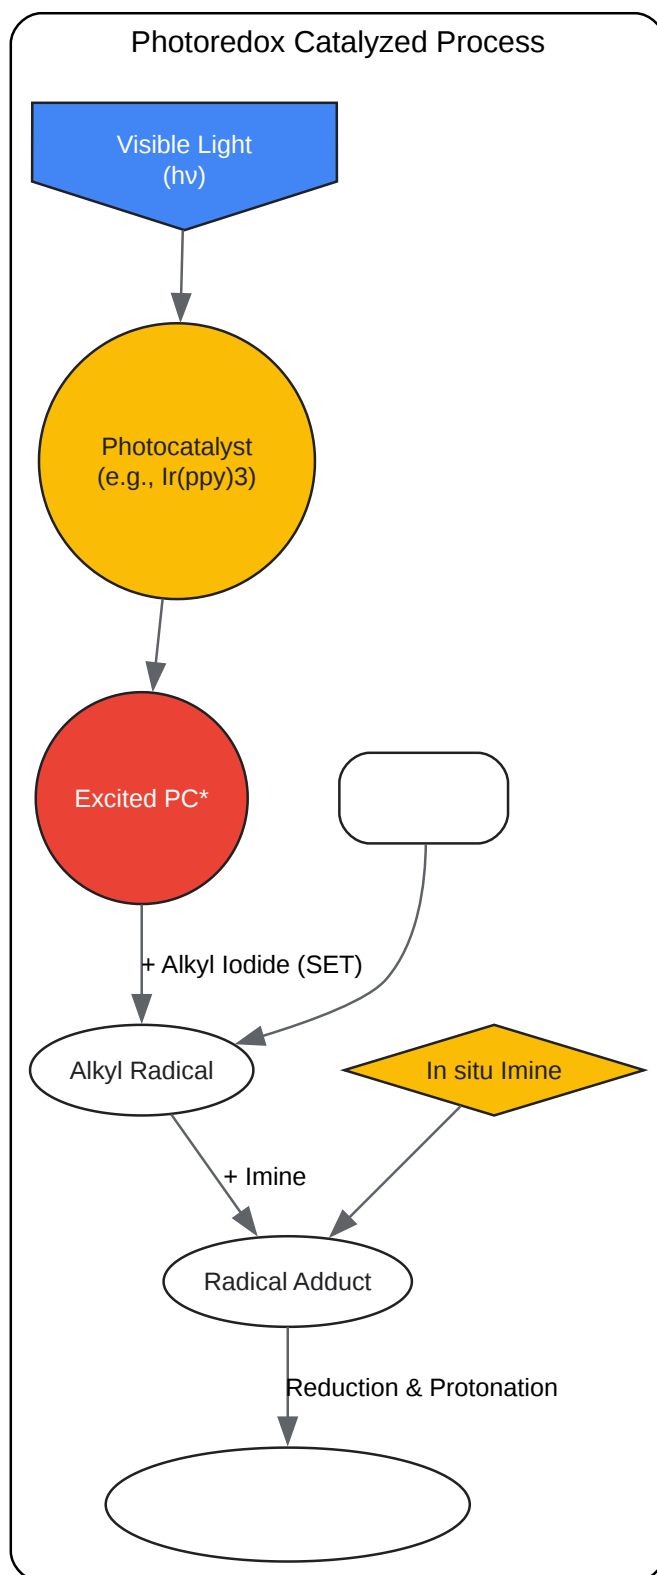 Photoredox Catalyzed Process
Visible Light
(hν)
Photocatalyst
(e.g., Ir(ppy)3)
Excited PC*
+ Alkyl Iodide (SET)
Alkyl Radical
In situ Imine
+ Imine
Radical Adduct
Reduction & Protonation